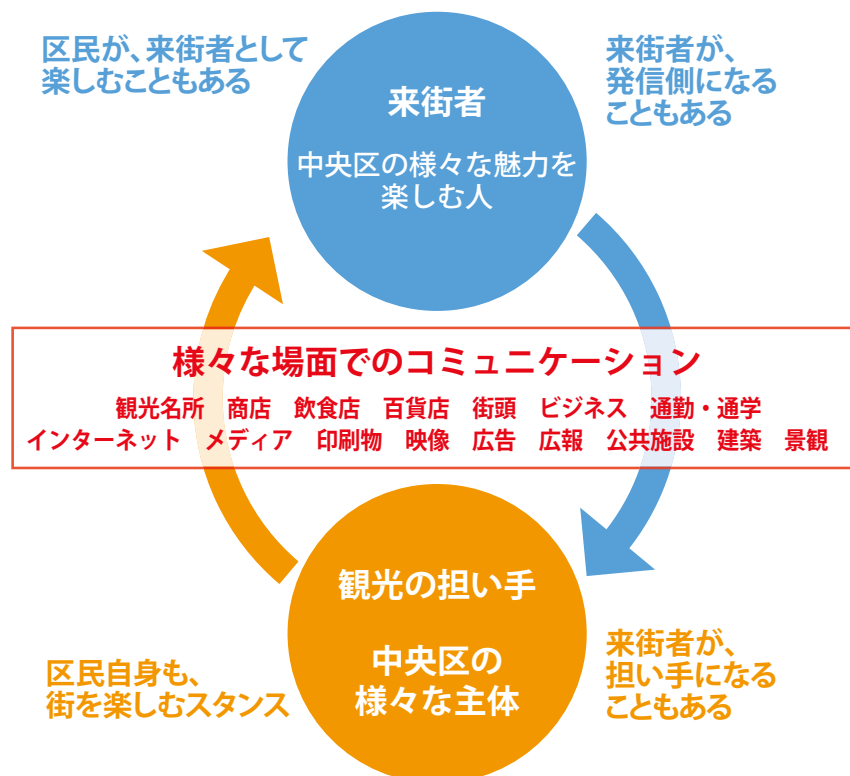 区民が、来街者として
楽しむこともある
来街者が、
発信側になる
こともある
来街者
中央区の様々な魅力を
楽しむ人
様々な場面でのコミュニケーション
観光名所　商店　飲食店　百貨店　街頭　ビジネス　通勤・通学
インターネット　メディア　印刷物　映像　広告　広報　公共施設　建築　景観
観光の担い手
中央区の
様々な主体
区民自身も、
街を楽しむスタンス
来街者が、
担い手になる
こともある